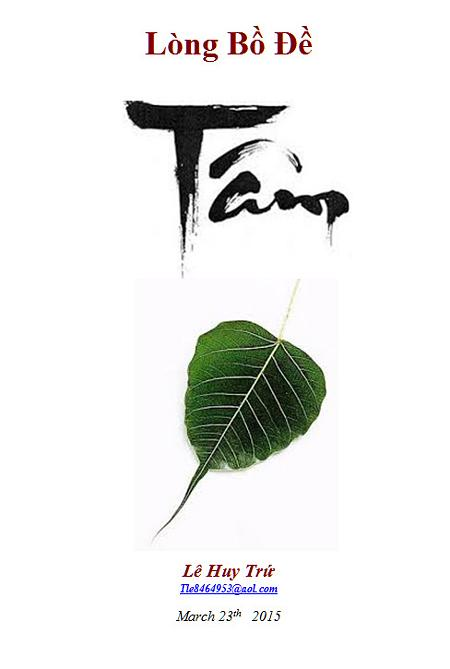 Lòng Bồ Đề
Tâm
Lê Huy Trứ
Tle8464953@aol.com
March 23th 2015